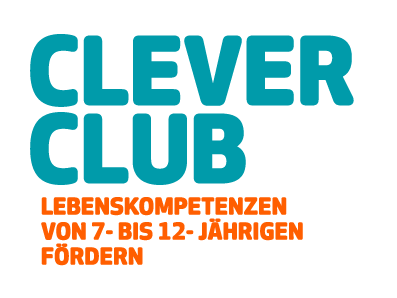 CLEVER
CLUB
LEBENSKOMPETENZEN
VON 7- BIS 12- JÄHRIGEN
FÖRDERN